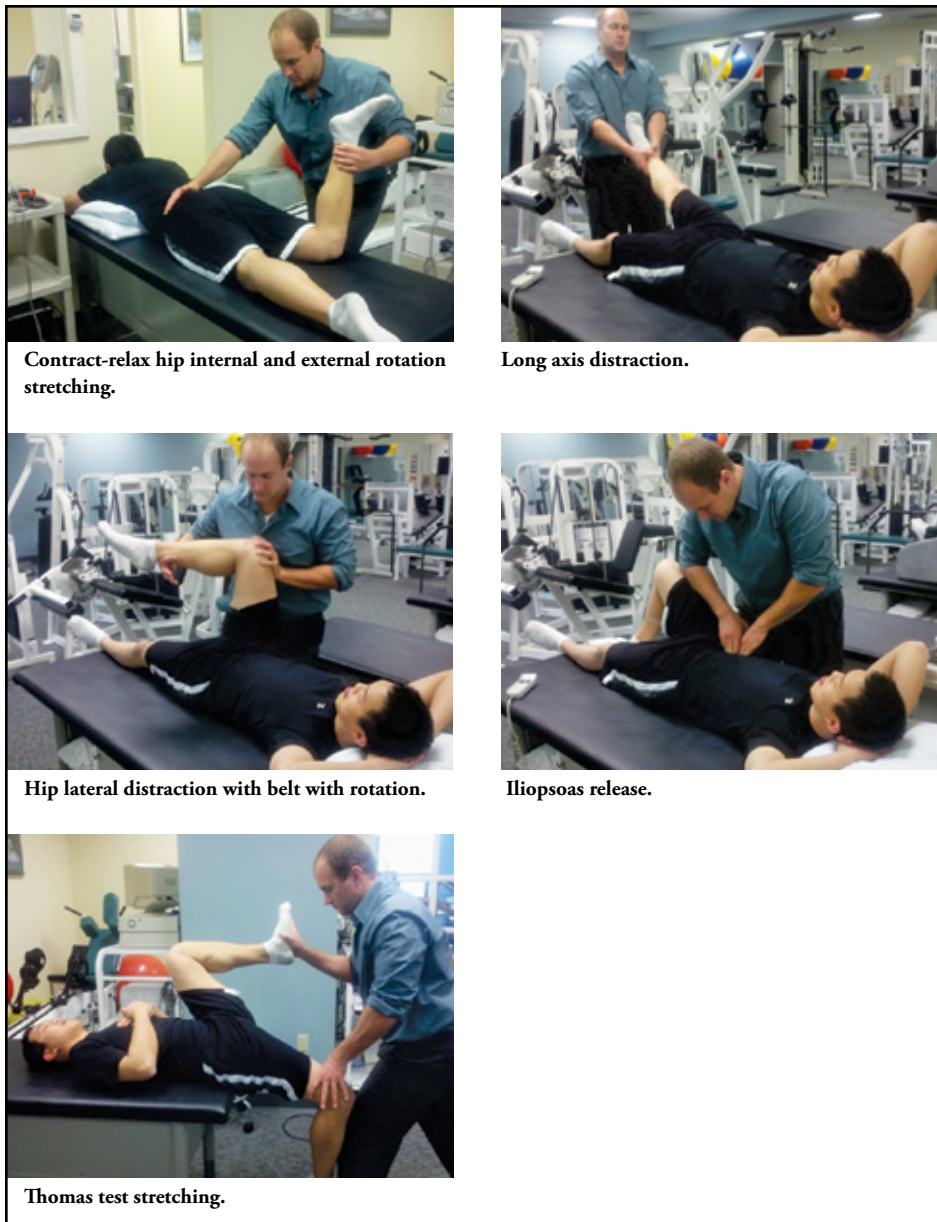 Contract-relax hip internal and external rotation
stretching.
Long axis distraction.
Hip lateral distraction with belt with rotation.
Iliopsoas release.
Thomas test stretching.